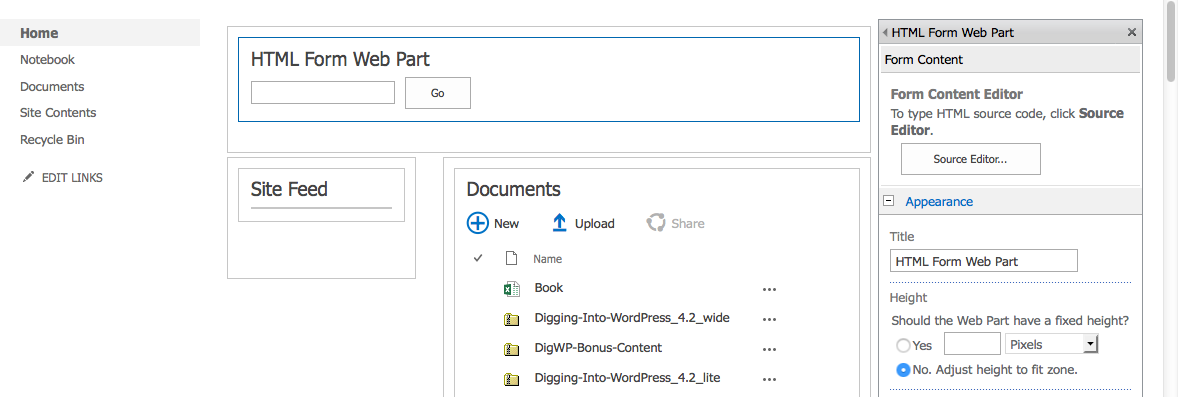 Home
Notebook
Documents
Site Contents
Recycle Bin
EDIT LINKS
HTML Form Web Part
Go
Site Feed
Documents
New Upload Share
Name
Book
Digging-Into-WordPress_4.2_wide
DigWP-Bonus-Content
Digging-Into-WordPress_4.2_lite
HTML Form Web Part
Form Content
Form Content Editor
To type HTML source code, click Source
Editor.
Source Editor...
Appearance
Title
HTML Form Web Part
Height
Should the Web Part have a fixed height?
Yes Pixels
No. Adjust height to fit zone.